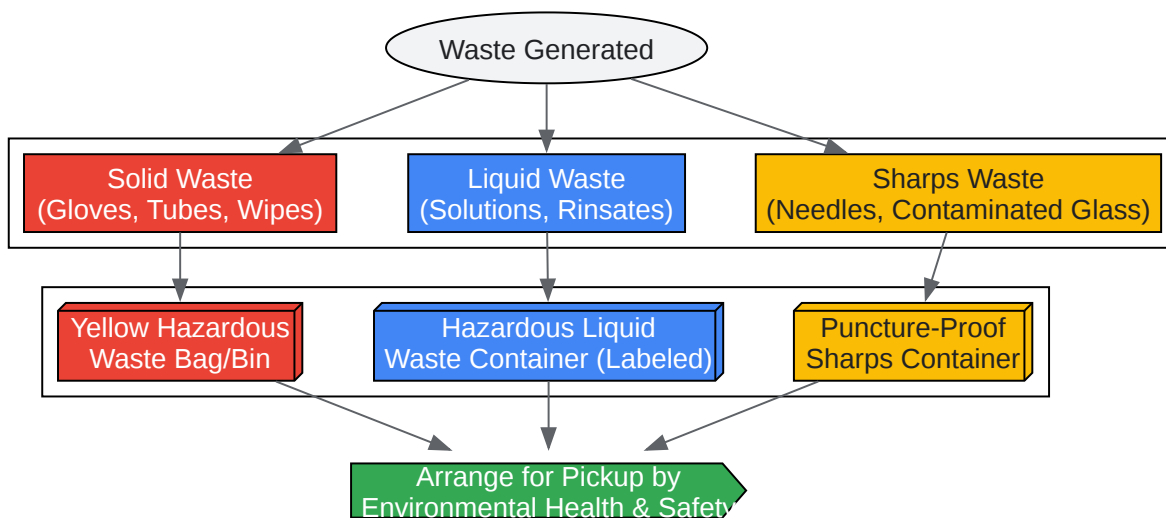 Waste Generated
Solid Waste
(Gloves, Tubes, Wipes)
Liquid Waste
(Solutions, Rinsates)
Sharps Waste
(Needles, Contaminated Glass)
Yellow Hazardous
Waste Bag/Bin
Hazardous Liquid
Waste Container (Labeled)
Puncture-Proof
Sharps Container
Arrange for Pickup by
Environmental Health & Safety